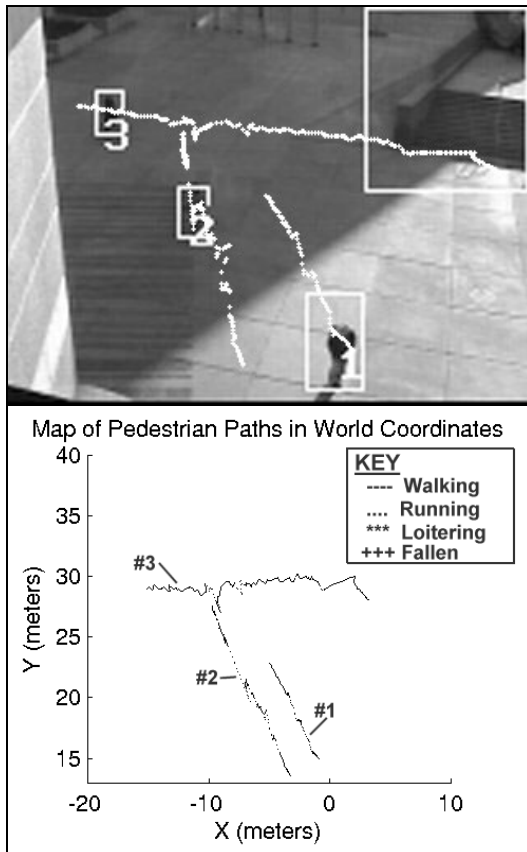 3
2
1
Map of Pedestrian Paths in World Coordinates
40
35
30
25
20
15
Y (meters)
KEY
---- Walking
.... Running
*** Loitering
+++ Fallen
#3
#2
#1
-20 -10 0 10
X (meters)